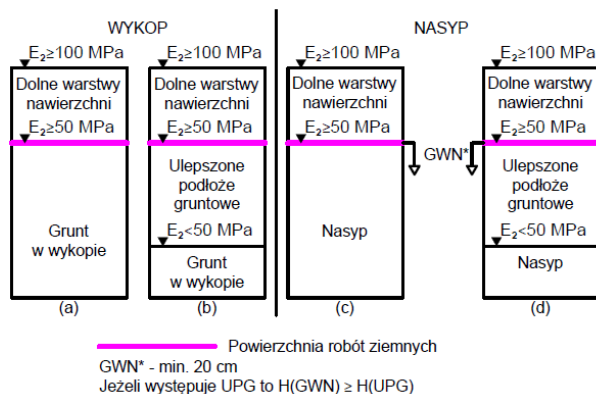 WYKOP
NASYP
E₂≥100 MPa
E₂≥100 MPa
E₂≥100 MPa
E₂≥100 MPa
Dolne warstwy
nawierzchni
Dolne warstwy
nawierzchni
Dolne warstwy
nawierzchni
Dolne warstwy
nawierzchni
E₂≥50 MPa
E₂≥50 MPa
E₂≥50 MPa
E₂≥50 MPa
GWN*
Grunt
w wykopie
Ulepszone
podłoże
gruntowe
E₂<50 MPa
Grunt
w wykopie
Nasyp
Ulepszone
podłoże
gruntowe
E₂<50 MPa
Nasyp
(a)
(b)
(c)
(d)
Powierzchnia robót ziemnych
GWN* - min. 20 cm
Jeżeli występuje UPG to H(GWN) ≥ H(UPG)